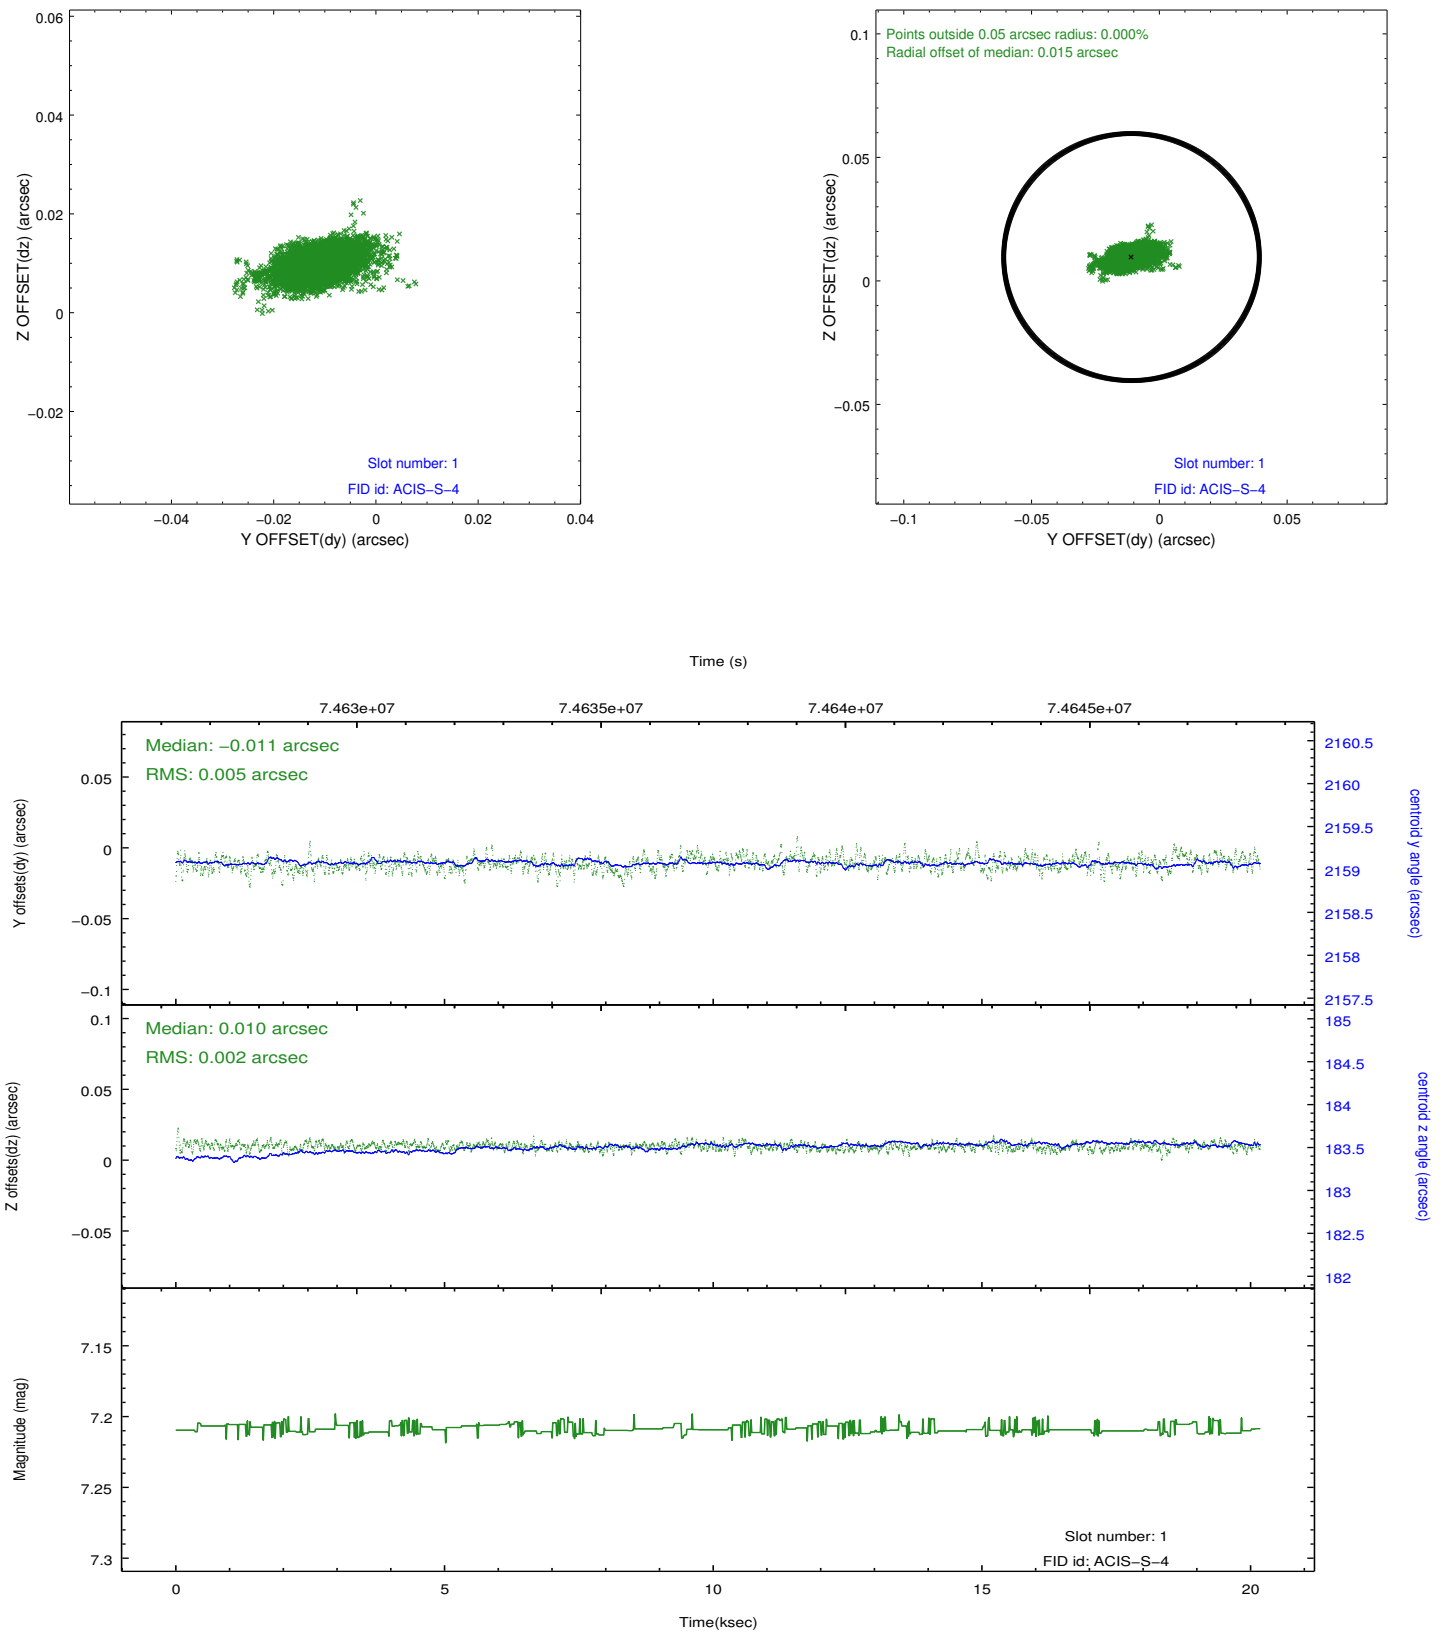 0.06
0.04
0.02
0
−0.02
Z OFFSET(dz) (arcsec)
Slot number: 1
FID id: ACIS−S−4
−0.04 −0.02 0 0.02 0.04
Y OFFSET(dy) (arcsec)
Points outside 0.05 arcsec radius: 0.000%
Radial offset of median: 0.015 arcsec
0.1
0.05
0
−0.05
Z OFFSET(dz) (arcsec)
Slot number: 1
FID id: ACIS−S−4
−0.1 −0.05 0 0.05
Y OFFSET(dy) (arcsec)
Time (s)
7.463e+07 7.4635e+07 7.464e+07 7.4645e+07
Median: −0.011 arcsec
RMS: 0.005 arcsec
0.05
0
−0.05
−0.1
Y offsets(dy) (arcsec)
2160.5
2160
2159.5
2159
2158.5
2158
2157.5
centroid y angle (arcsec)
Median: 0.010 arcsec
RMS: 0.002 arcsec
0.1
0.05
0
−0.05
Z offsets(dz) (arcsec)
185
184.5
184
183.5
183
182.5
182
centroid z angle (arcsec)
7.15
7.2
7.25
7.3
Magnitude (mag)
Slot number: 1
FID id: ACIS−S−4
0 5 10 15 20
Time(ksec)